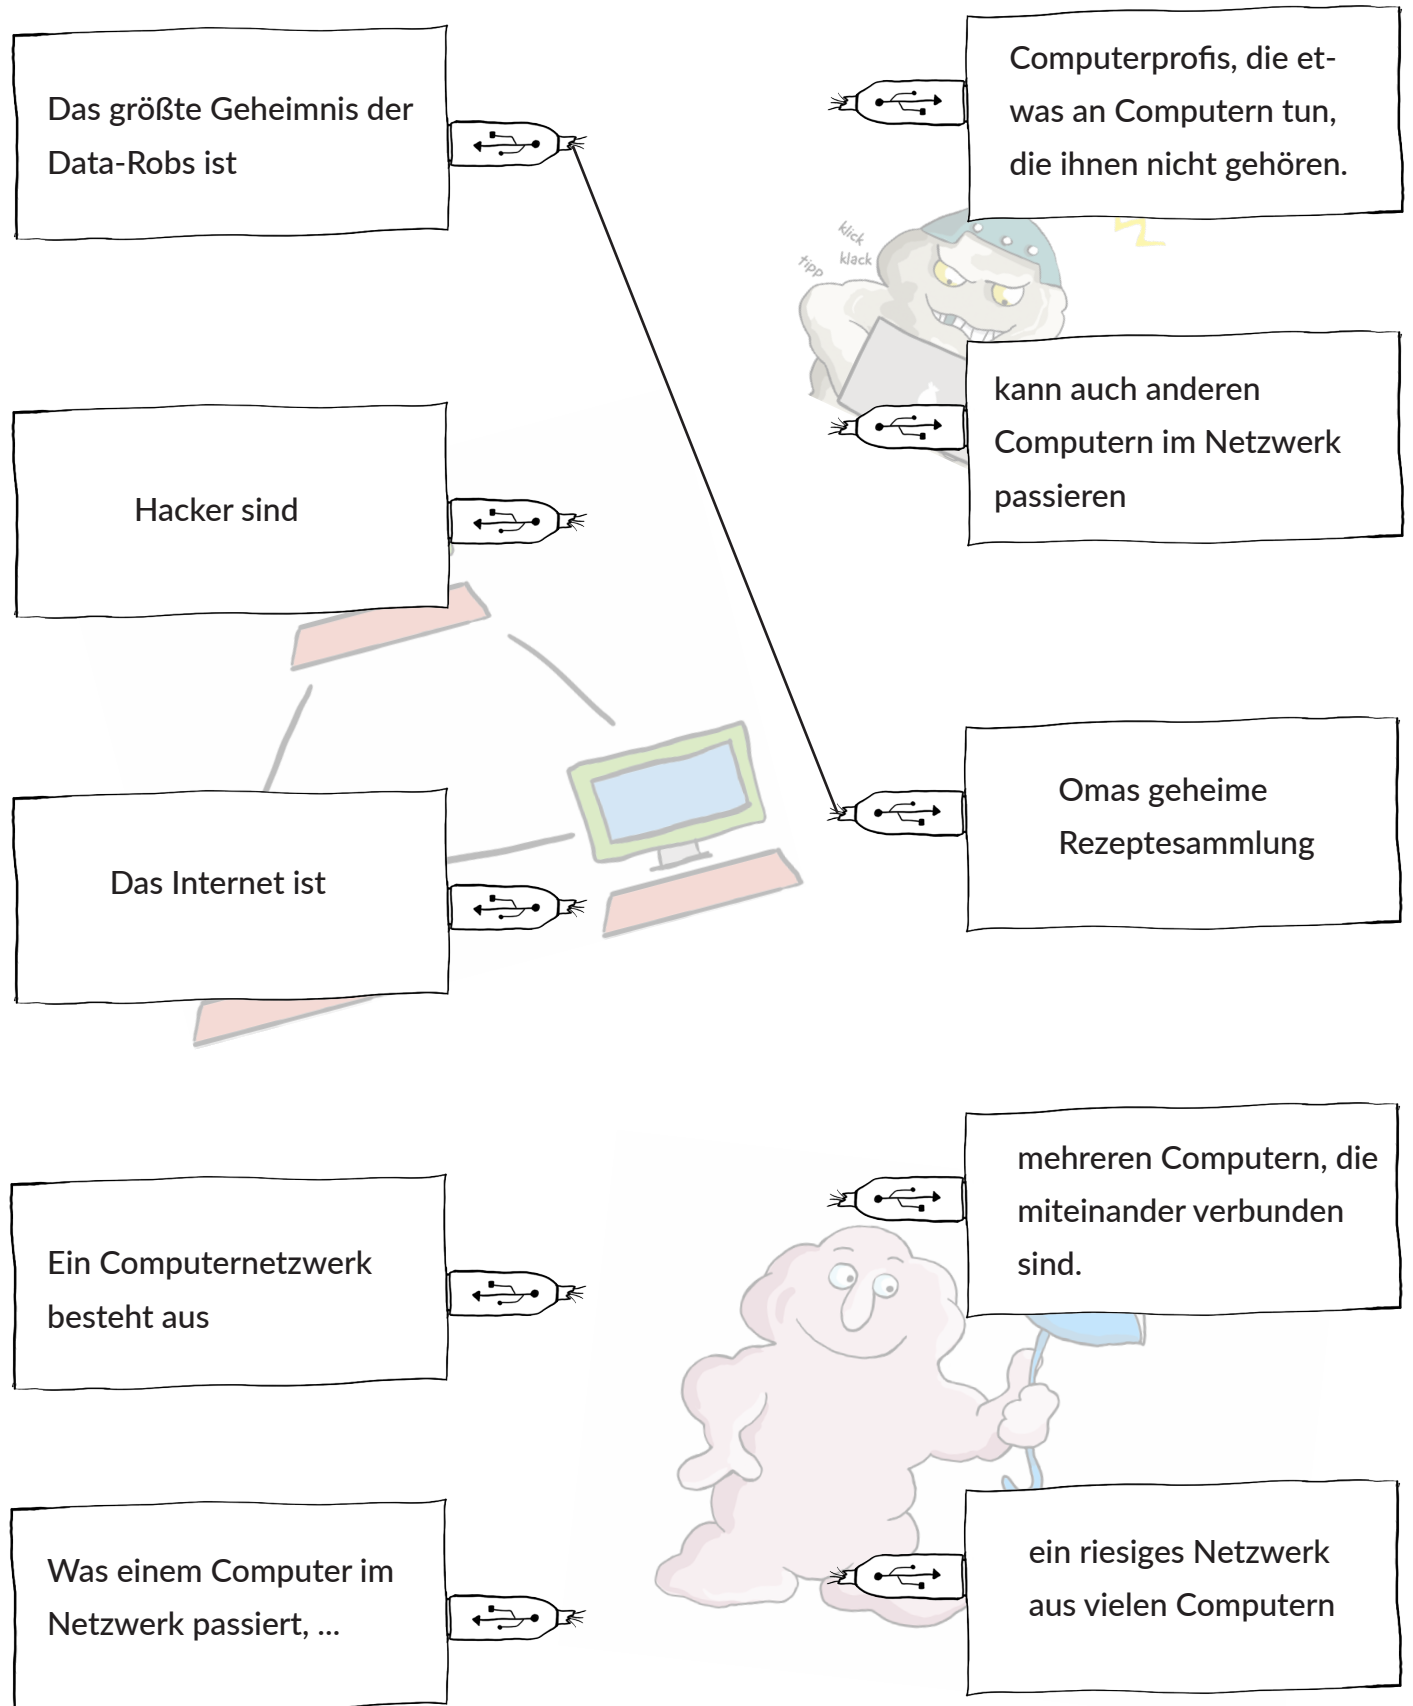 Das größte Geheimnis der
Data-Robs ist
Hacker sind
Das Internet ist
Ein Computernetzwerk
besteht aus
Was einem Computer im
Netzwerk passiert, ...
Computerprofis, die et-
was an Computern tun,
die ihnen nicht gehören.
klick
klack
tipp
kann auch anderen
Computern im Netzwerk
passieren
Omas geheime
Rezeptesammlung
mehreren Computern, die
miteinander verbunden
sind.
ein riesiges Netzwerk
aus vielen Computern